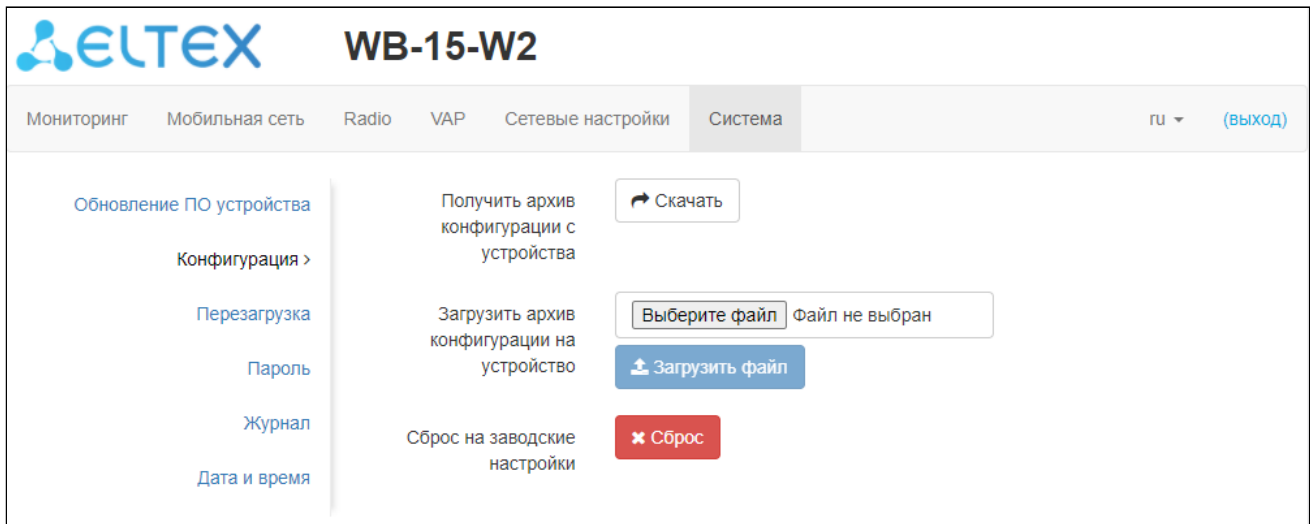 ELTEX WB-15-W2
Мониторинг Мобильная сеть Radio VAP Сетевые настройки Система ru (выход)
Обновление ПО устройства
Конфигурация >
Перезагрузка
Пароль
Журнал
Дата и время
Получить архив
конфигурации с
устройства
Скачать
Загрузить архив
конфигурации на
устройство
Выберите файл Файл не выбран
Загрузить файл
Сброс на заводские
настройки
Сброс